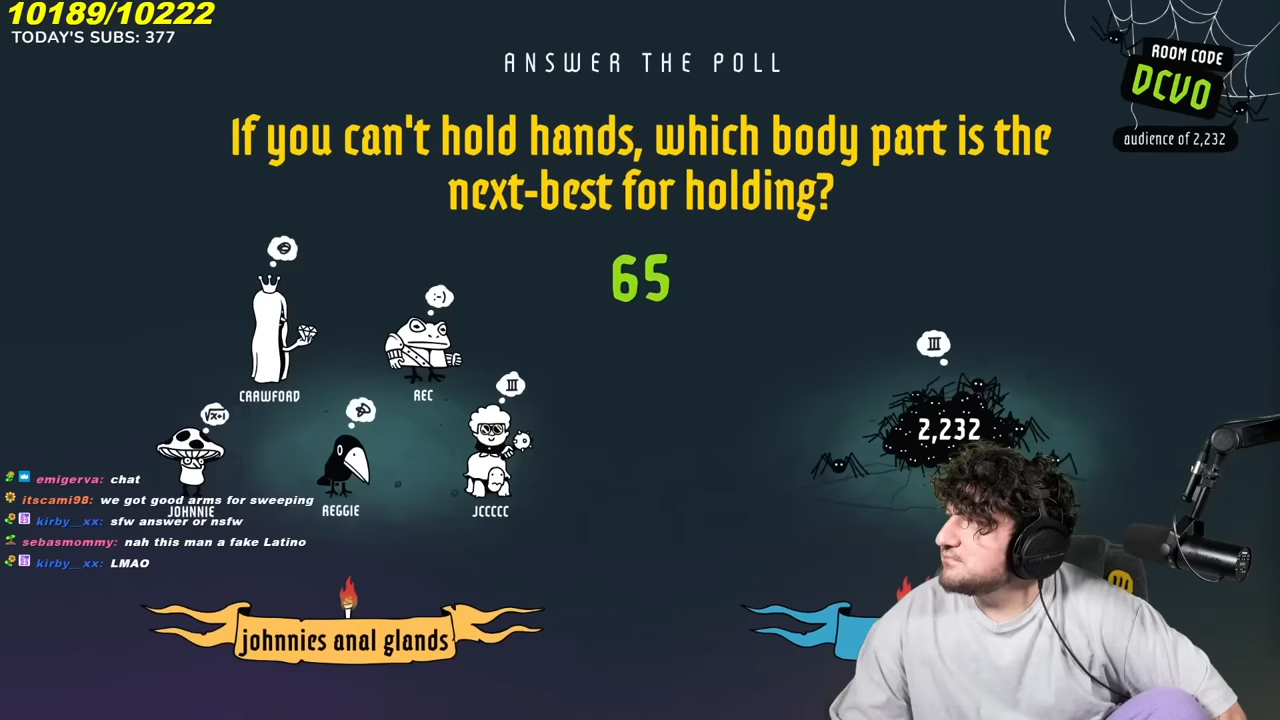 10189/10222
TODAY'S SUBS: 377
ANSWER THE POLL
ROOM CODE
DCVO
audience of 2,232
If you can't hold hands, which body part is the
next-best for holding?
65
CRAWFORD
REC
:-)
III
III
√x+1
2,232
JOHNNIE
REGGIE
JCCCCC
emigerva: chat
itscami98: we got good arms for sweeping
kirby__xx: sfw answer or nsfw
sebasmommy: nah this man a fake Latino
kirby__xx: LMAO
johnnies anal glands